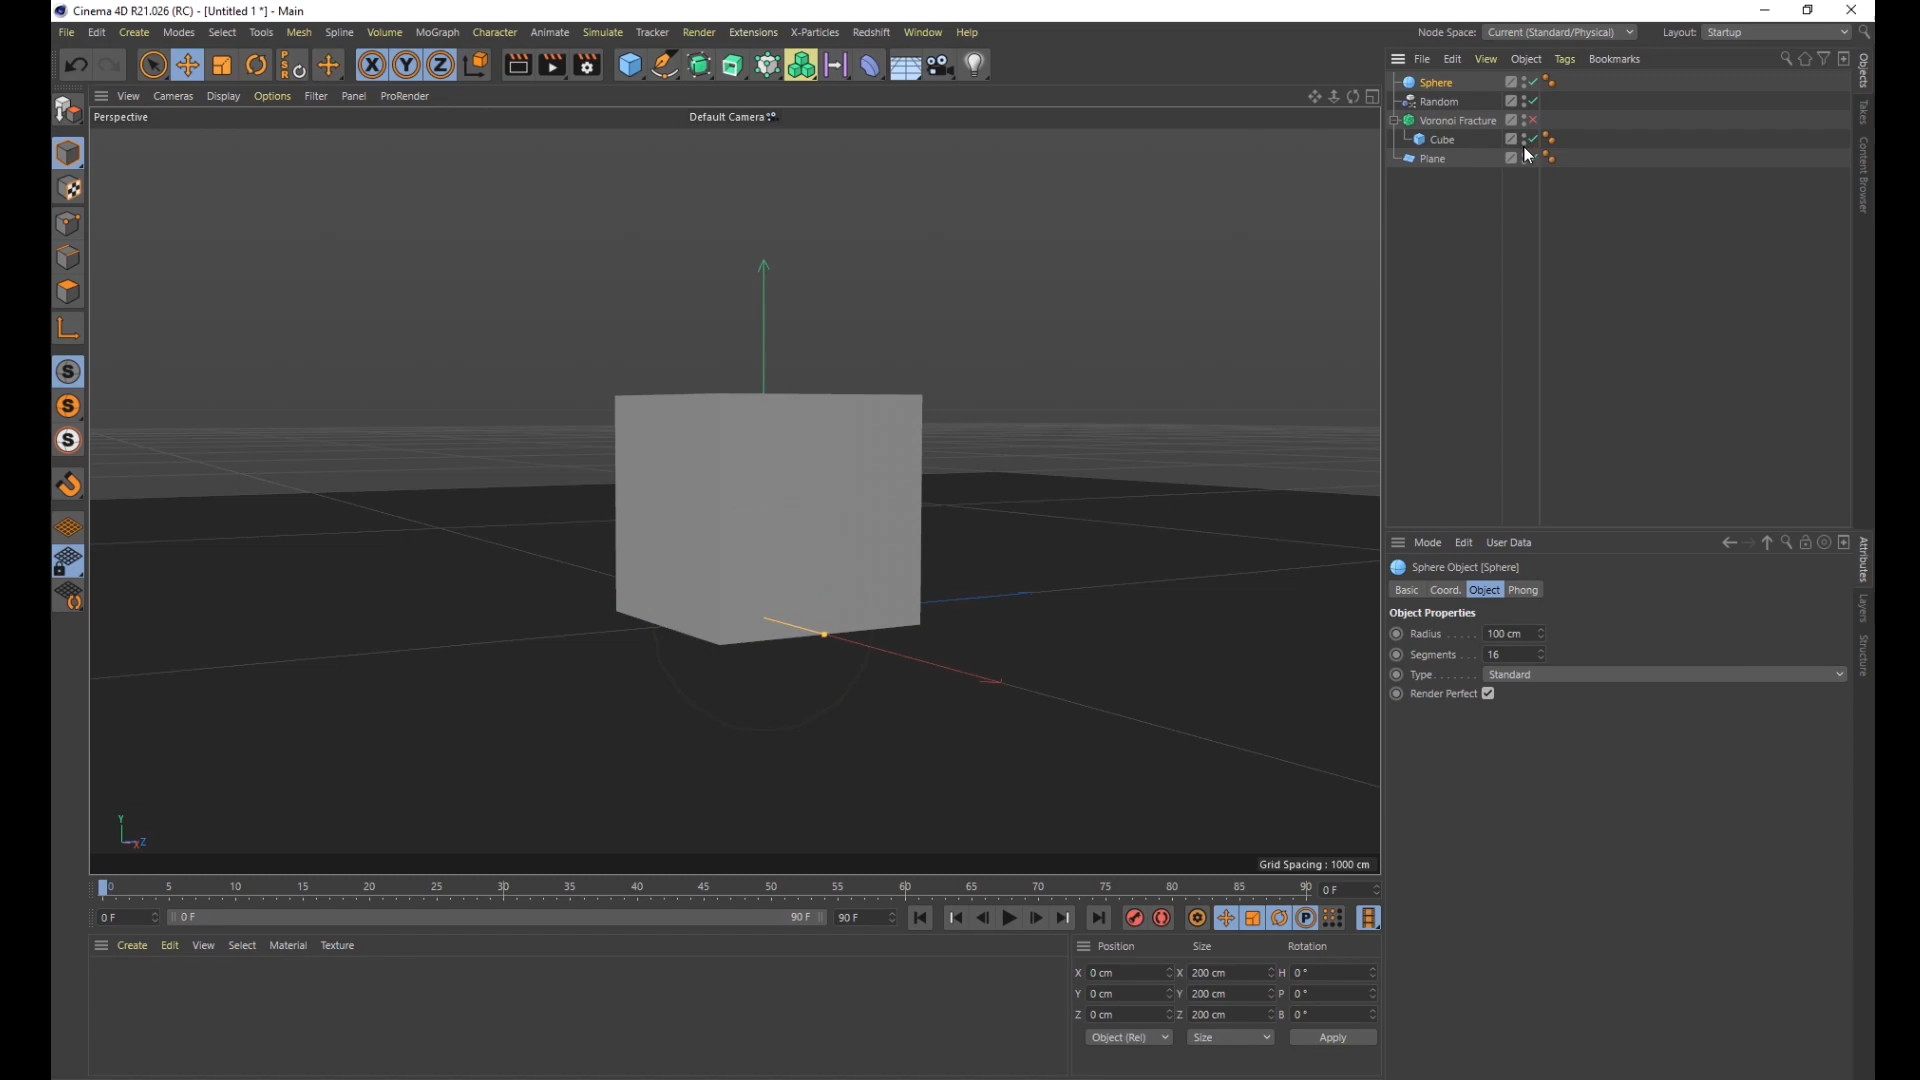 Cinema 4D R21.026 (RC) - [Untitled 1 *] - Main
File Edit Create Modes Select Tools Mesh Spline Volume MoGraph Character Animate Simulate Tracker Render Extensions X-Particles Redshift Window Help
Node Space: Current (Standard/Physical) Layout: Startup
X Y Z
P
S
R
File Edit View Object Tags Bookmarks
Objects
Takes
Content Browser
Sphere
Random
Voronoi Fracture
Cube
Plane
View Cameras Display Options Filter Panel ProRender
Perspective
Default Camera
S
S
S
Y
X Z
Grid Spacing : 1000 cm
Mode Edit User Data
Attributes
Layers
Structure
Sphere Object [Sphere]
Basic Coord. Object Phong
Object Properties
Radius . . . . . 100 cm
Segments . . . 16
Type. . . . . . . Standard
Render Perfect
0 5 10 15 20 25 30 35 40 45 50 55 60 65 70 75 80 85 90 0 F
0 F 0 F 90 F 90 F
P
Create Edit View Select Material Texture
Position Size Rotation
X 0 cm X 200 cm H 0 °
Y 0 cm Y 200 cm P 0 °
Z 0 cm Z 200 cm B 0 °
Object (Rel) Size Apply